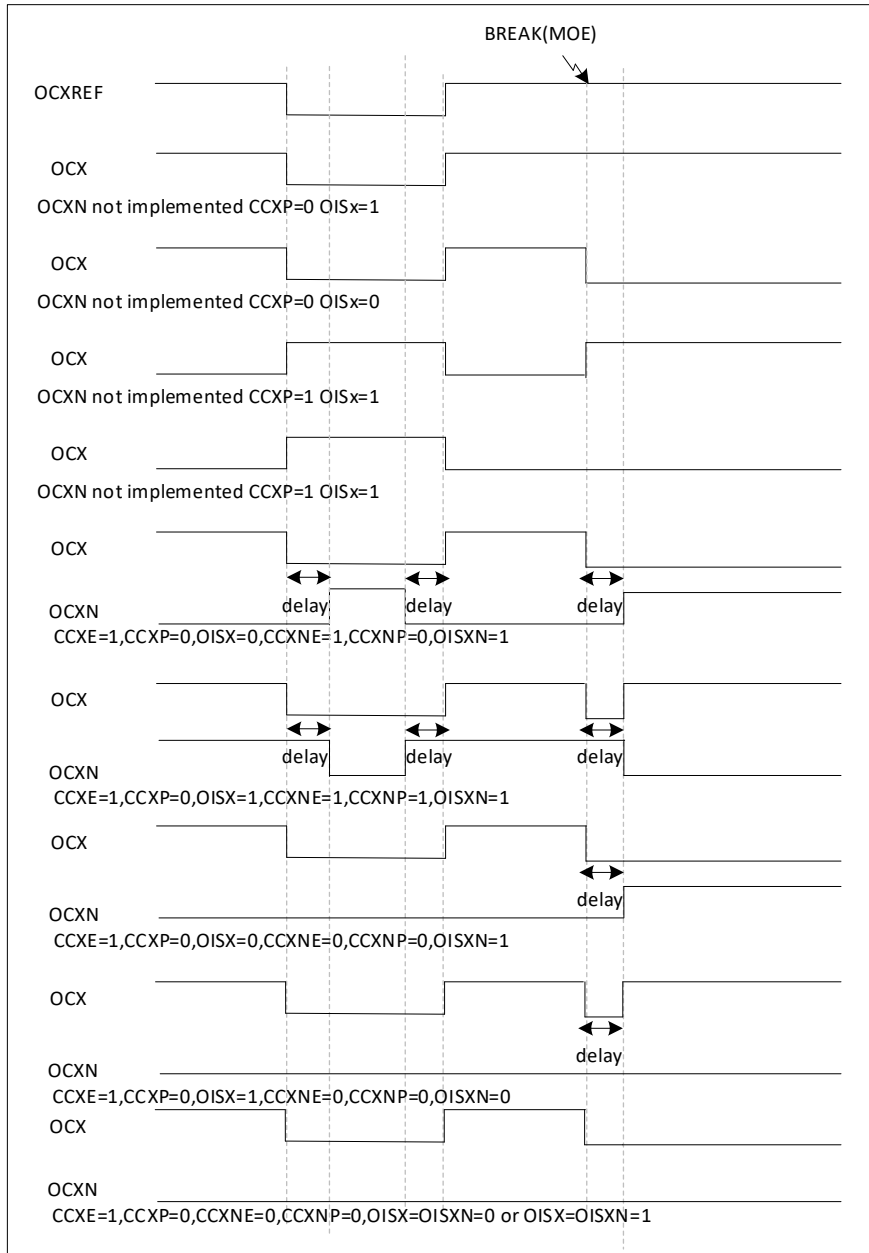 BREAK(MOE)
OCXREF
OCX
OCXN not implemented CCXP=0 OISx=1
OCX
OCXN not implemented CCXP=0 OISx=0
OCX
OCXN not implemented CCXP=1 OISx=1
OCX
OCXN not implemented CCXP=1 OISx=1
OCX
delay delay delay
OCXN
CCXE=1,CCXP=0,OISX=0,CCXNE=1,CCXNP=0,OISXN=1
OCX
delay delay delay
OCXN
CCXE=1,CCXP=0,OISX=1,CCXNE=1,CCXNP=1,OISXN=1
OCX
delay
OCXN
CCXE=1,CCXP=0,OISX=0,CCXNE=0,CCXNP=0,OISXN=1
OCX
delay
OCXN
CCXE=1,CCXP=0,OISX=1,CCXNE=0,CCXNP=0,OISXN=0
OCX
OCXN
CCXE=1,CCXP=0,CCXNE=0,CCXNP=0,OISX=OISXN=0 or OISX=OISXN=1